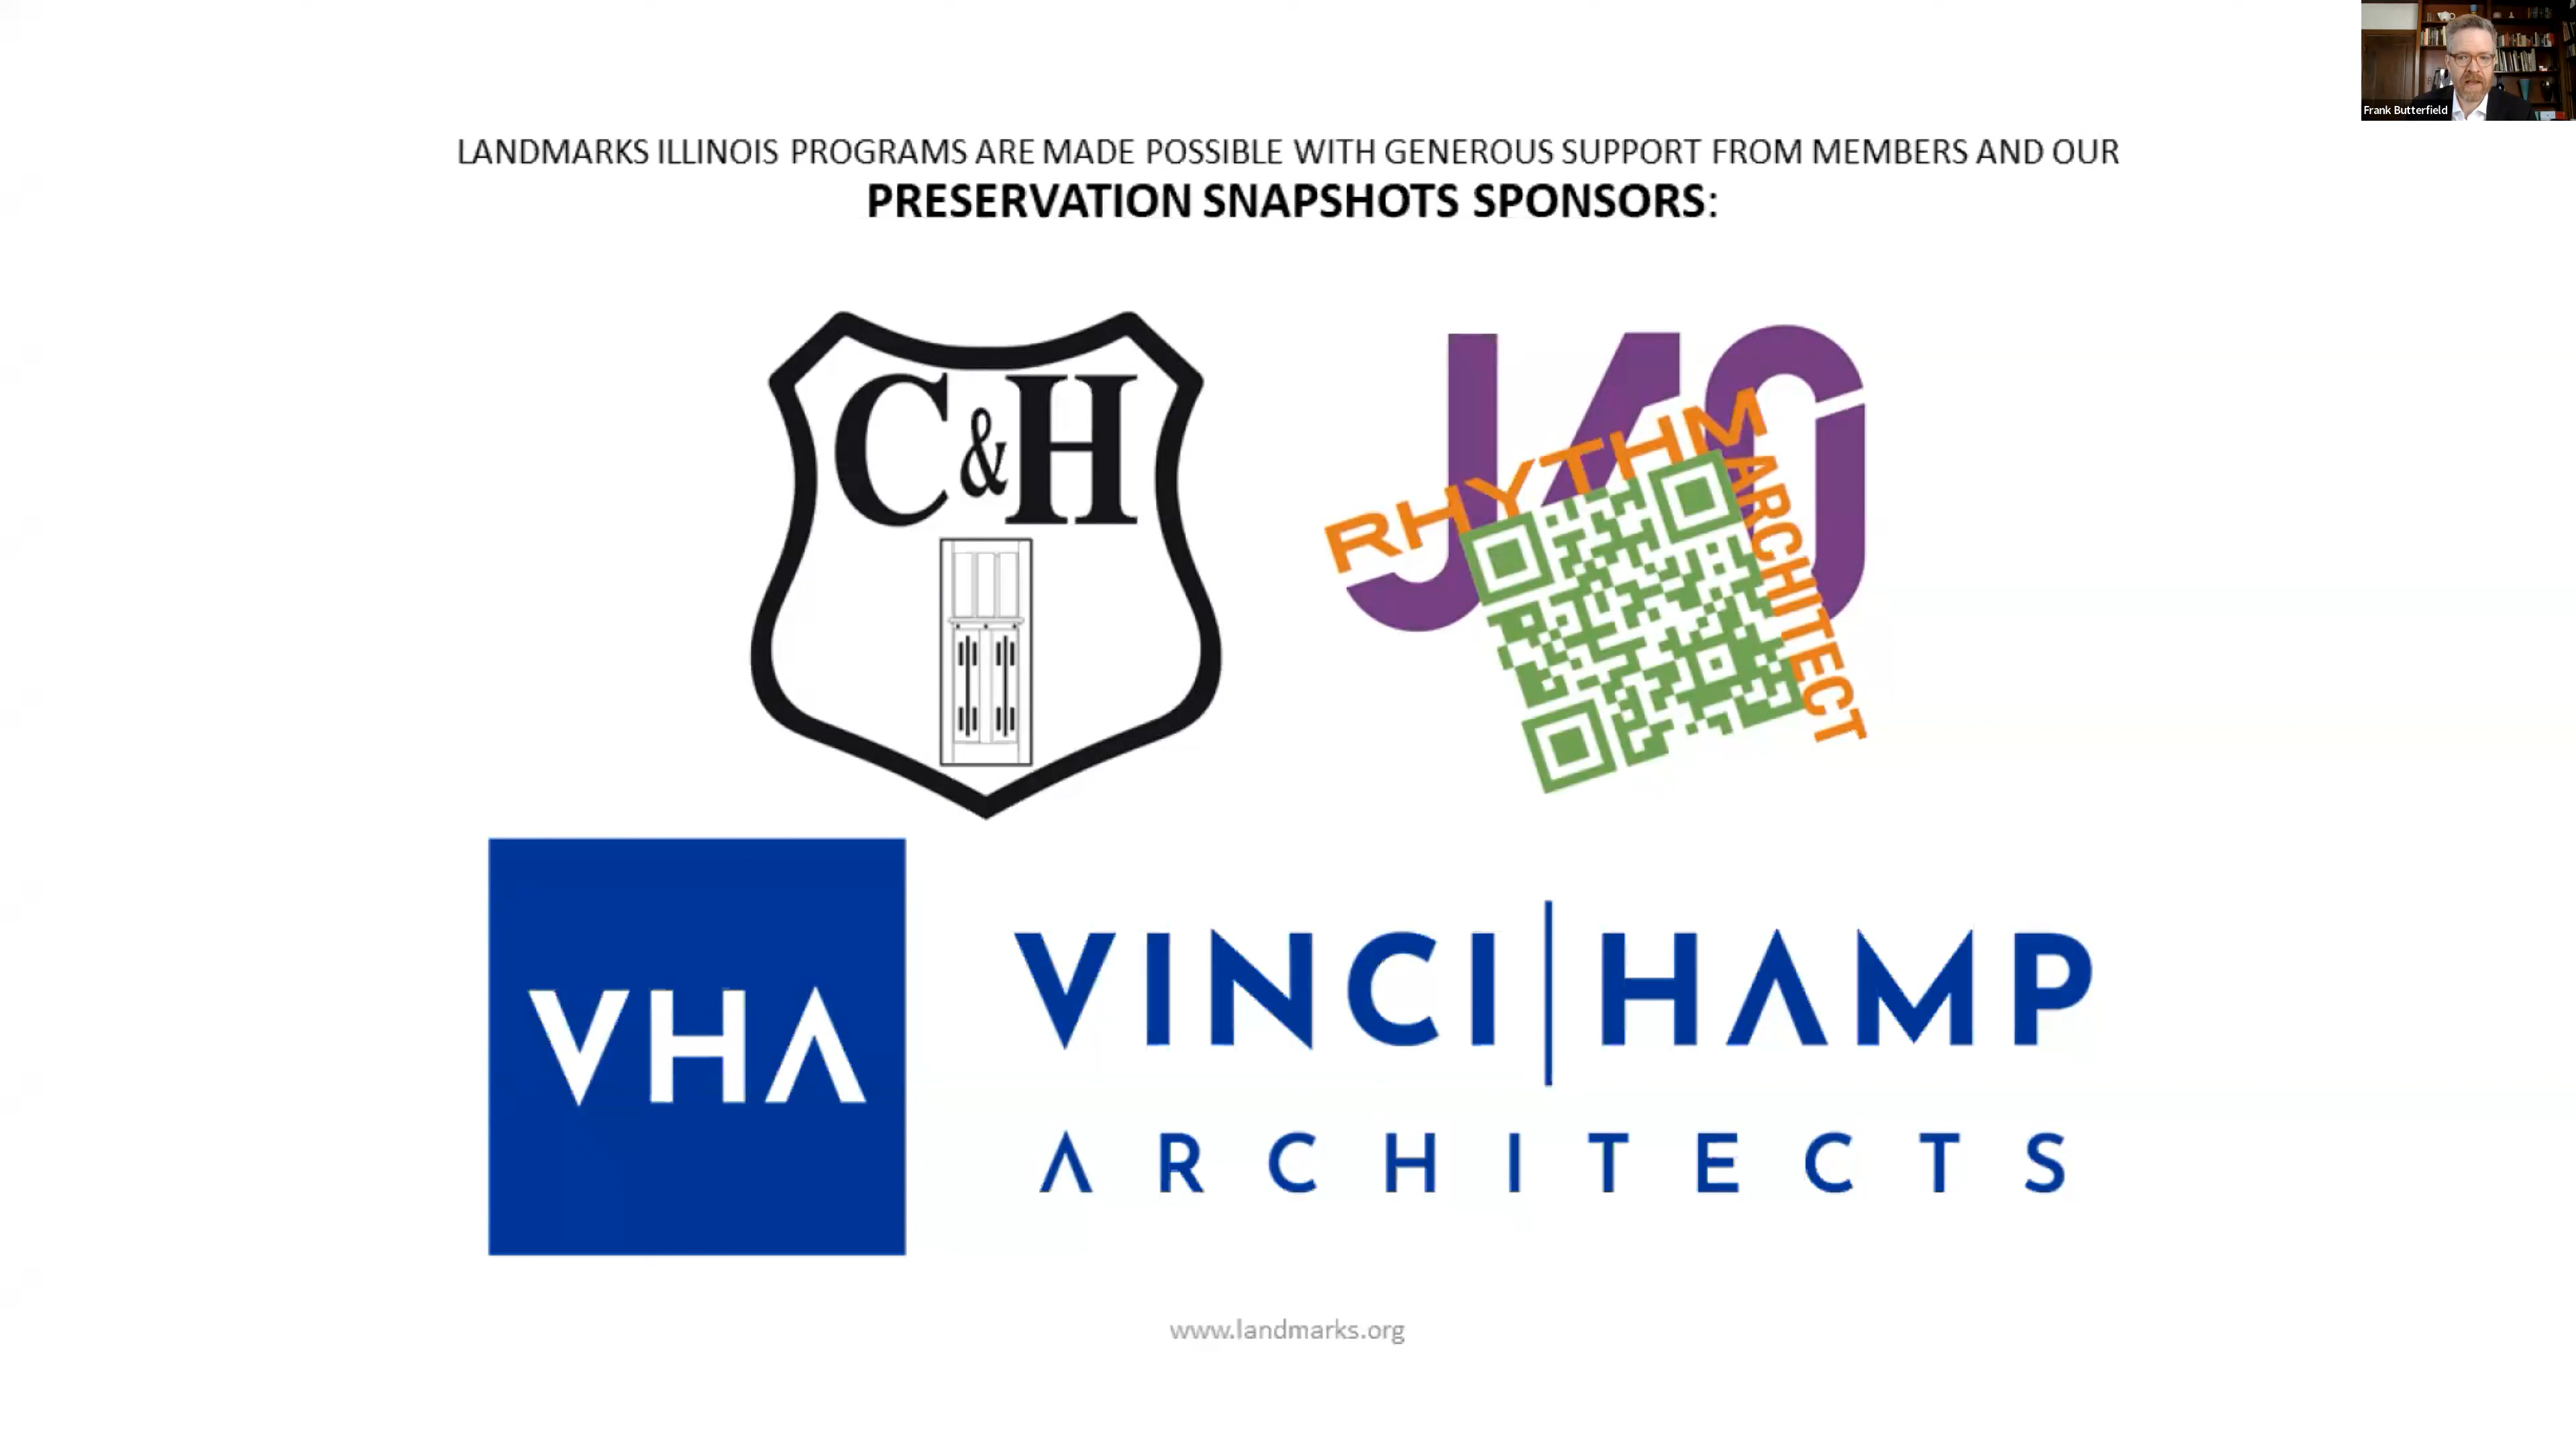 Frank Butterfield
LANDMARKS ILLINOIS PROGRAMS ARE MADE POSSIBLE WITH GENEROUS SUPPORT FROM MEMBERS AND OUR
PRESERVATION SNAPSHOTS SPONSORS:
C&H
J40
RHYTHM
ARCHITECT
VHA
VINCI|HAMP
ARCHITECTS
www.landmarks.org